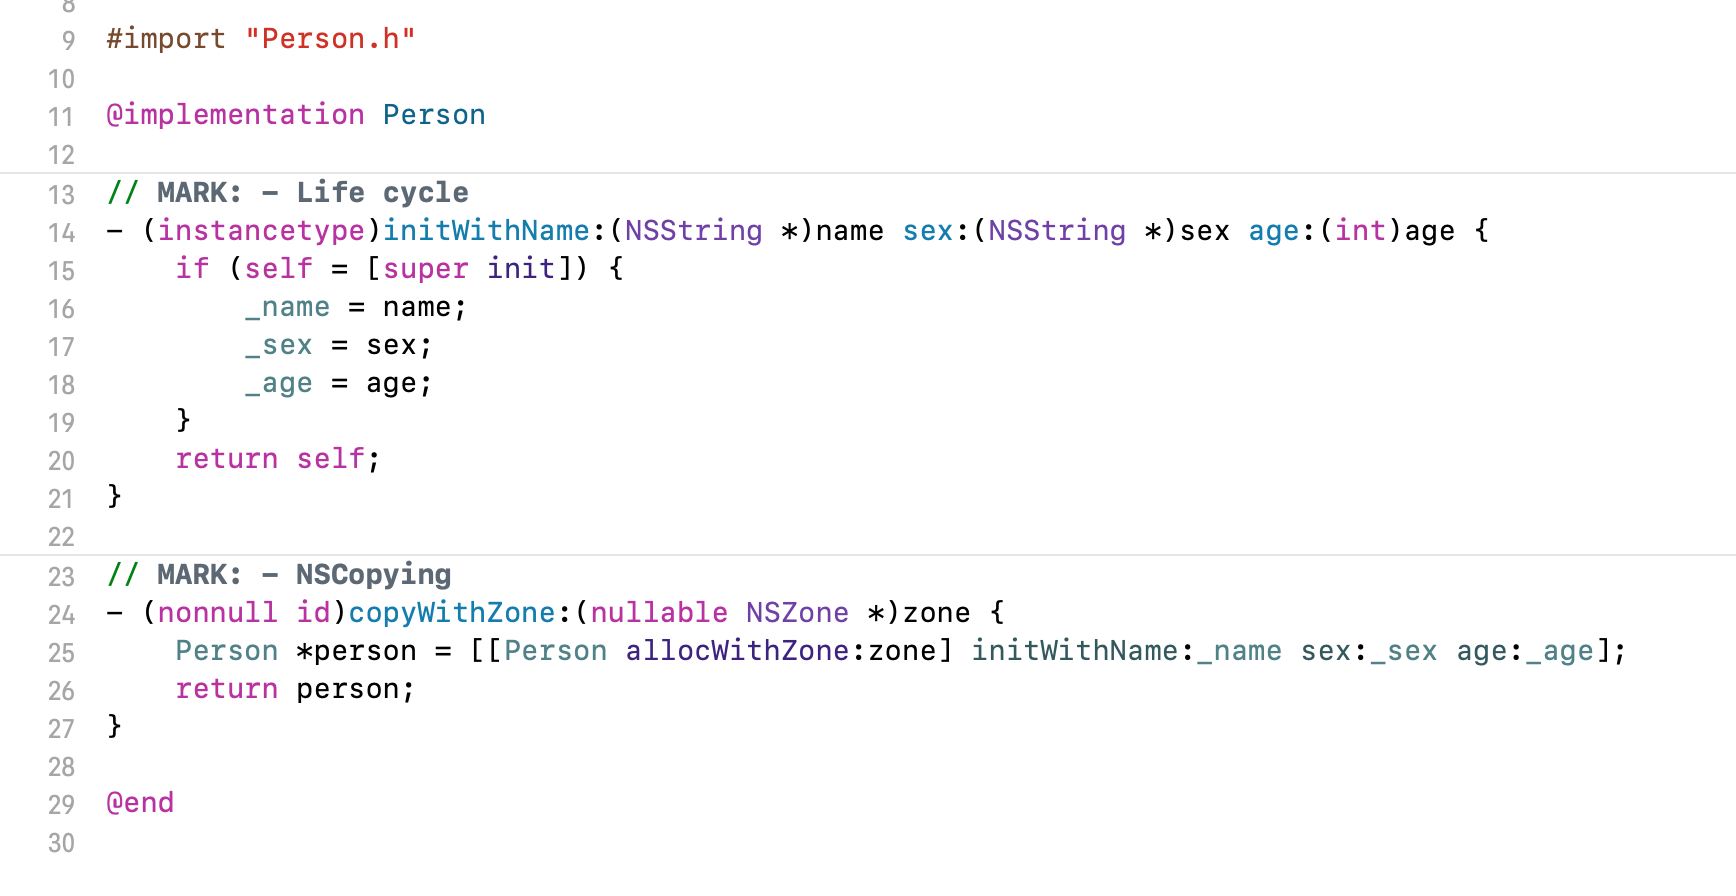 8
9 #import "Person.h"
10
11 @implementation Person
12
13 // MARK: - Life cycle
14 - (instancetype)initWithName:(NSString *)name sex:(NSString *)sex age:(int)age {
15     if (self = [super init]) {
16         _name = name;
17         _sex = sex;
18         _age = age;
19     }
20     return self;
21 }
22
23 // MARK: - NSCopying
24 - (nonnull id)copyWithZone:(nullable NSZone *)zone {
25     Person *person = [[Person allocWithZone:zone] initWithName:_name sex:_sex age:_age];
26     return person;
27 }
28
29 @end
30